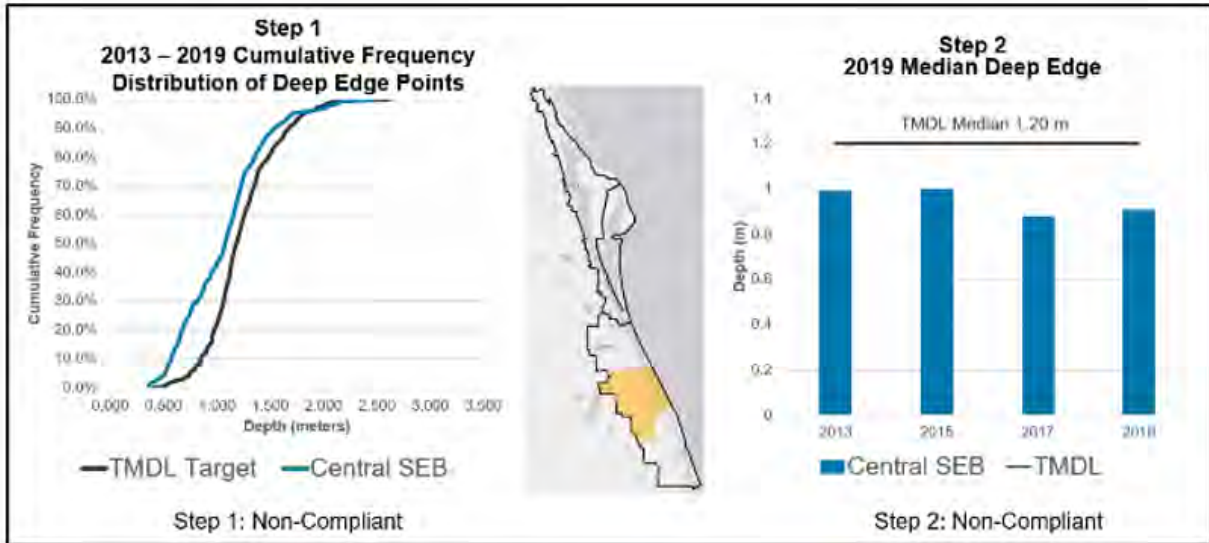 Step 1
2013 – 2019 Cumulative Frequency
Distribution of Deep Edge Points
100.0%
90.0%
80.0%
70.0%
60.0%
50.0%
40.0%
30.0%
20.0%
10.0%
0.0%
Cumulative Frequency
0.000 0.500 1.000 1.500 2.000 2.500 3.000 3.500
Depth (meters)
TMDL Target Central SEB
Step 1: Non-Compliant
Step 2
2019 Median Deep Edge
1.4
1.2
1
0.8
0.6
0.4
0.2
0
Depth (m)
TMDL Median 1.20 m
2013 2015 2017 2018
Central SEB TMDL
Step 2: Non-Compliant